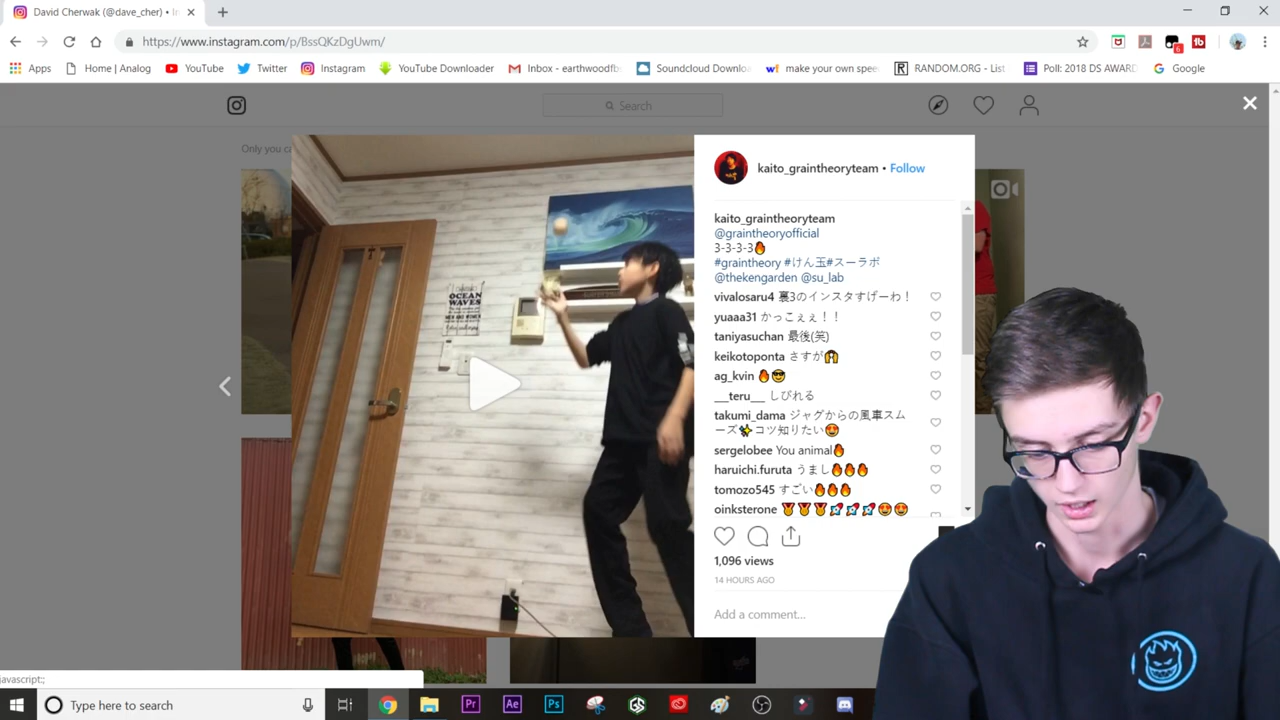 David Cherwak (@dave_cher) • In
https://www.instagram.com/p/BssQKzDgUwm/
Apps
Home | Analog
YouTube
Twitter
Instagram
YouTube Downloader
Inbox - earthwoodfb
Soundcloud Downlo
make your own spee
RANDOM.ORG - List
Poll: 2018 DS AWARD
Google
Search
Only you ca
kaito_graintheoryteam • Follow
kaito_graintheoryteam
@graintheoryofficial
3-3-3-3🔥
#graintheory #けん玉#スーラボ
@thekengarden @su_lab
vivalosaru4 裏3のインスタすげーわ！
yuaaa31 かっこぇぇ！！
taniyasuchan 最後(笑)
keikotoponta さすが😱
ag_kvin 🔥😎
__teru__ しびれる
takumi_dama ジャグからの風車スム
ーズ✨コツ知りたい😍
sergelobee You animal🔥
haruichi.furuta うまし🔥🔥🔥
tomozo545 すごい🔥🔥🔥
oinksterone 🏅🏅🏅🚀🚀🚀😍😍
1,096 views
14 HOURS AGO
Add a comment...
OCEAN
WAVES
javascript:;
Type here to search